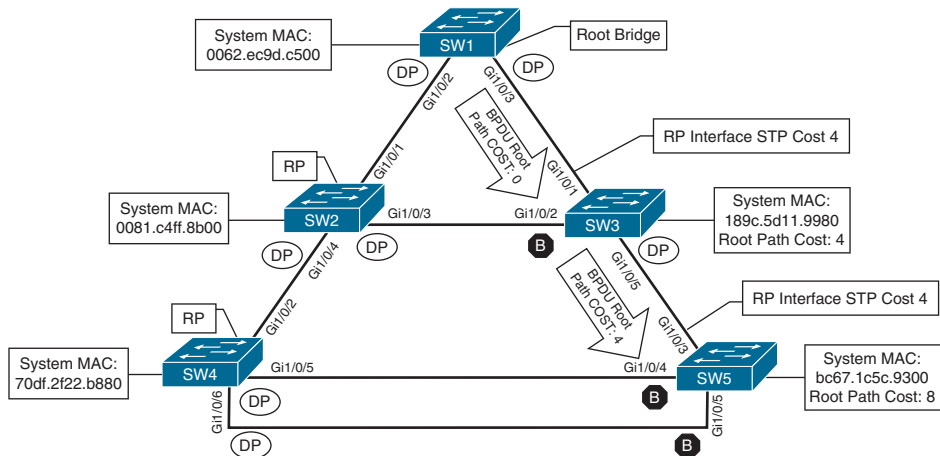 System MAC:
0062.ec9d.c500
SW1
Root Bridge
DP
DP
Gi1/0/2
Gi1/0/3
BPDU Root
Path COST: 0
RP Interface STP Cost 4
Gi1/0/1
Gi1/0/1
RP
System MAC:
0081.c4ff.8b00
SW2
Gi1/0/3
Gi1/0/2
SW3
System MAC:
189c.5d11.9980
Root Path Cost: 4
DP
DP
B
DP
Gi1/0/4
Gi1/0/5
BPDU Root
Path COST: 4
RP Interface STP Cost 4
Gi1/0/2
Gi1/0/3
RP
System MAC:
70df.2f22.b880
SW4
Gi1/0/5
Gi1/0/4
SW5
System MAC:
bc67.1c5c.9300
Root Path Cost: 8
Gi1/0/6
DP
B
Gi1/0/5
DP
B